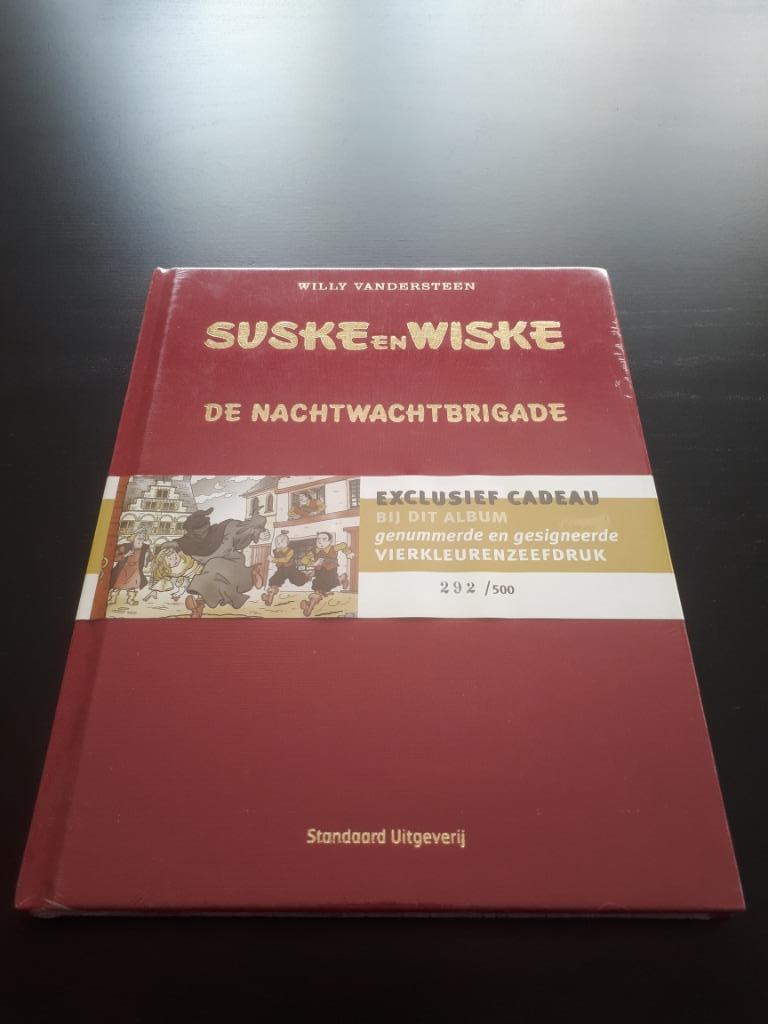 WILLY VANDERSTEEN
SUSKE EN WISKE
DE NACHTWACHTBRIGADE
EXCLUSIEF CADEAU
BIJ DIT ALBUM
genummerde en gesigneerde
VIERKLEURENZEEFDRUK
292 /500
Standaard Uitgeverij